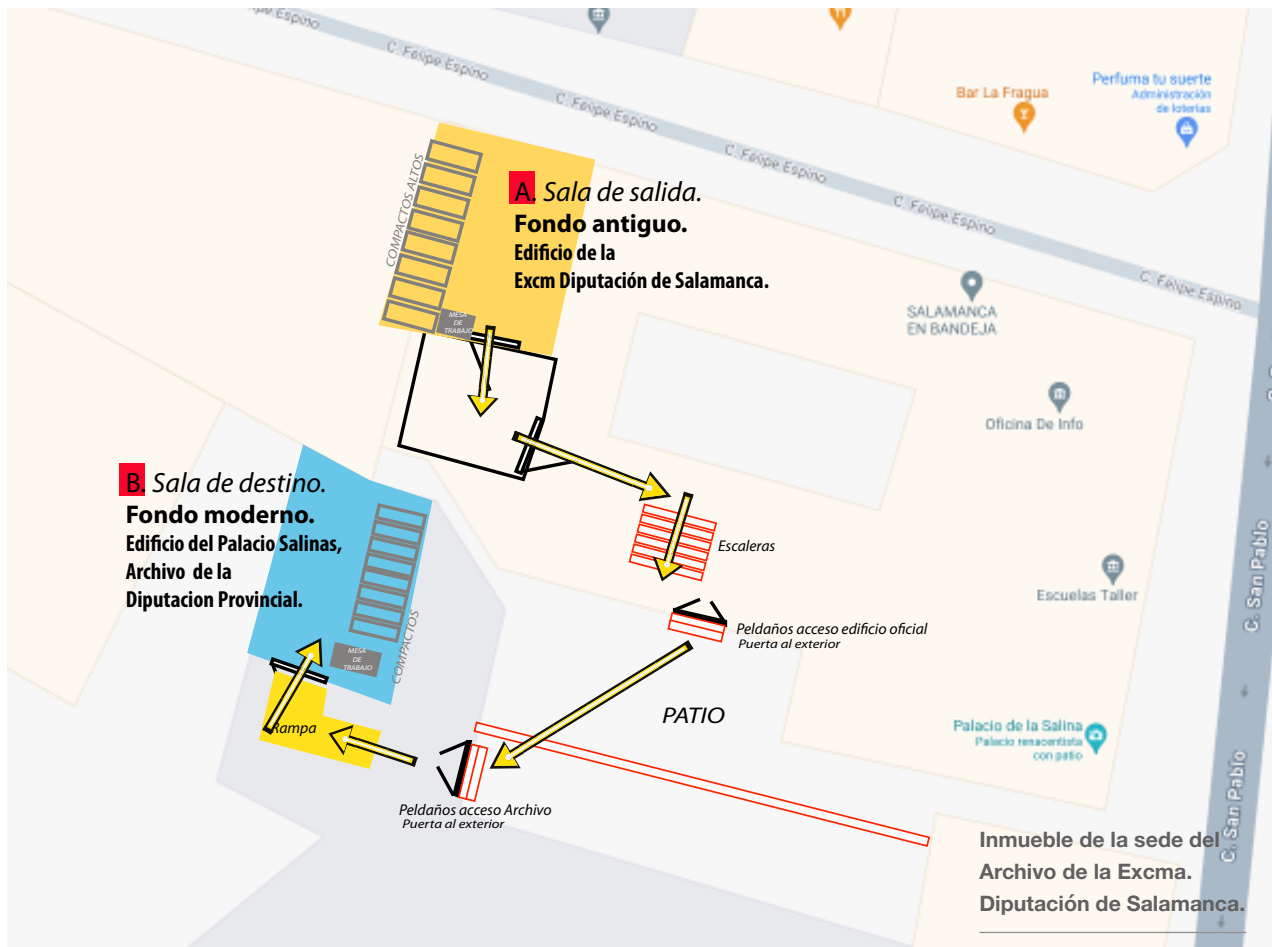 Felipe Espino
C. Felipe Espino
C. Felipe Espino
C. Felipe Espino
C. Felipe Espino
C. Felipe Espino
Bar La Fragua
Perfuma tu suerte
Administración
de loterias
COMPACTOS ALTOS
A. Sala de salida.
Fondo antiguo.
Edificio de la
Excm Diputación de Salamanca.
MESA
DE
TRABAJO
SALAMANCA
EN BANDEJA
Oficina De Info
B. Sala de destino.
Fondo moderno.
Edificio del Palacio Salinas,
Archivo de la
Diputacion Provincial.
COMPACTOS
MESA
DE
TRABAJO
Escaleras
Escuelas Taller
C. San Pablo
Peldaños acceso edificio oficial
Puerta al exterior
PATIO
Rampa
Palacio de la Salina
Palacio renacentista
con patio
C. San Pablo
Peldaños acceso Archivo
Puerta al exterior
Inmueble de la sede del
Archivo de la Excma.
Diputación de Salamanca.